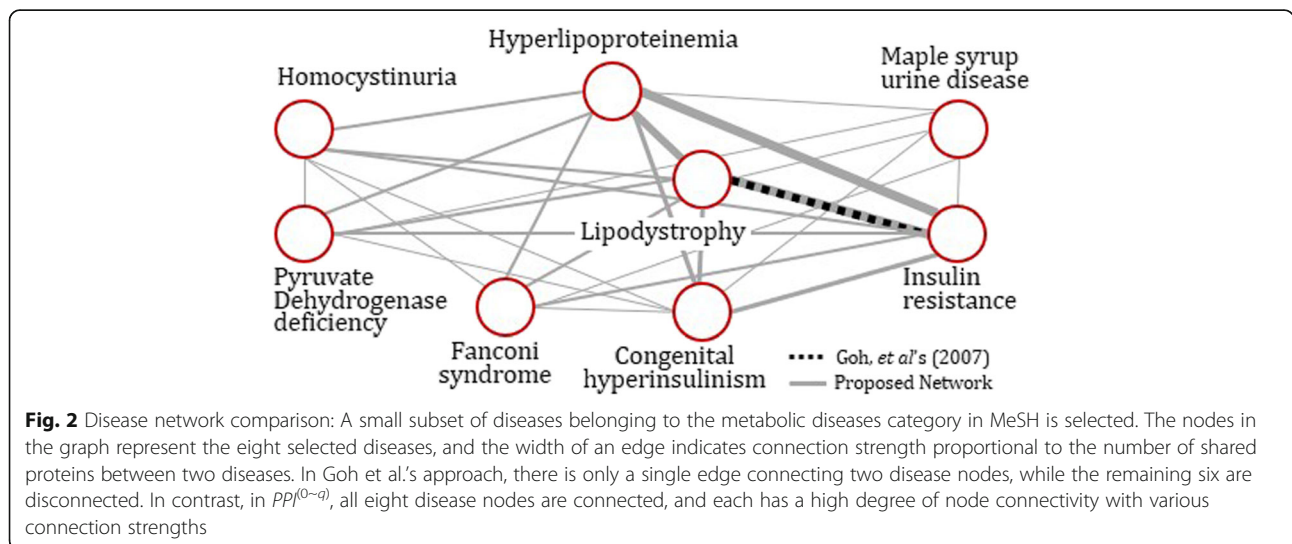 Hyperlipoproteinemia
Homocystinuria
Maple syrup
urine disease
Lipodystrophy
Pyruvate
Dehydrogenase
deficiency
Insulin
resistance
Fanconi
syndrome
Congenital
hyperinsulinism
Goh, et al's (2007)
Proposed Network
Fig. 2 Disease network comparison: A small subset of diseases belonging to the metabolic diseases category in MeSH is selected. The nodes in
the graph represent the eight selected diseases, and the width of an edge indicates connection strength proportional to the number of shared
proteins between two diseases. In Goh et al.'s approach, there is only a single edge connecting two disease nodes, while the remaining six are
disconnected. In contrast, in PPI(0~q), all eight disease nodes are connected, and each has a high degree of node connectivity with various
connection strengths